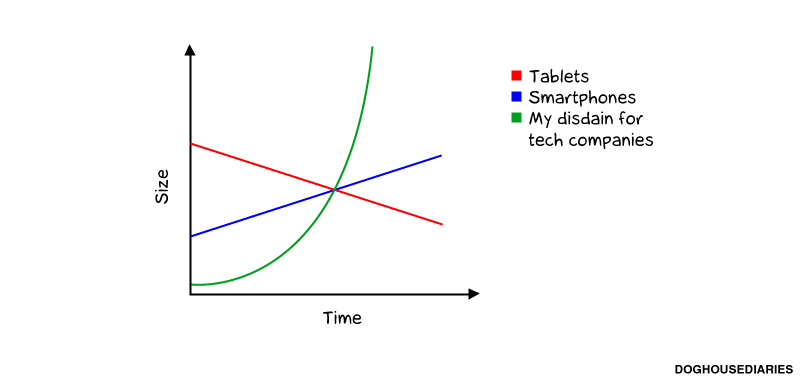 Tablets
Smartphones
My disdain for
tech companies
Size
Time
DOGHOUSEDIARIES